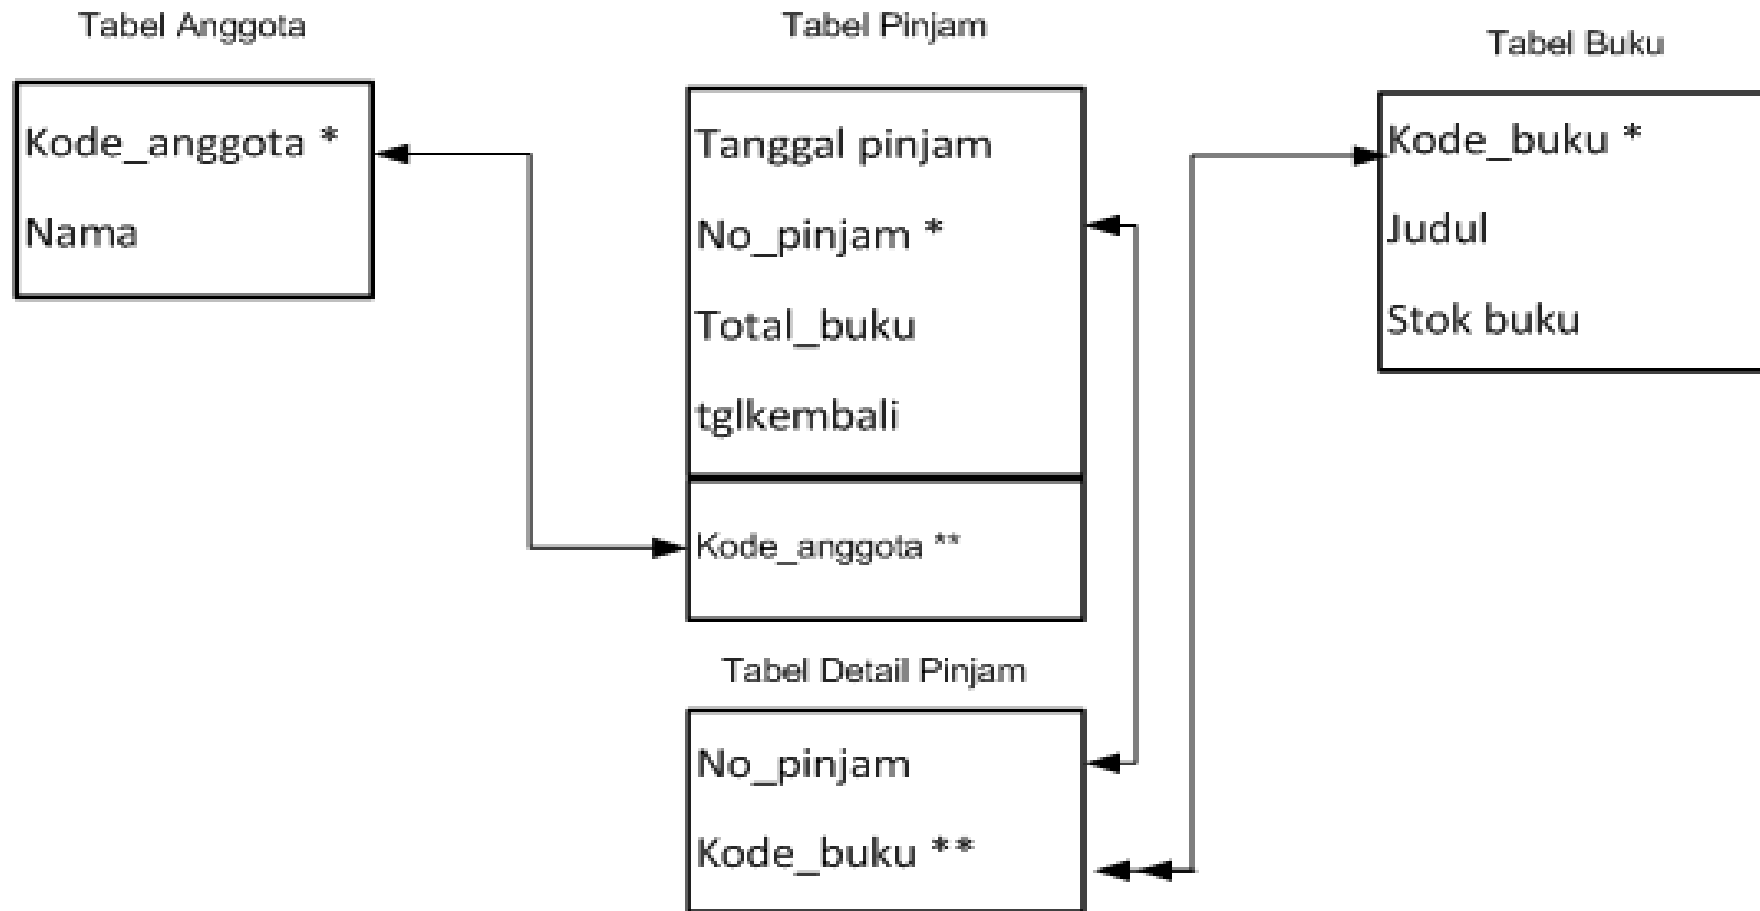 Tabel Anggota
Kode_anggota *
Nama
Tabel Pinjam
Tanggal pinjam
No_pinjam *
Total_buku
tglkembali
Kode_anggota **
Tabel Detail Pinjam
No_pinjam
Kode_buku **
Tabel Buku
Kode_buku *
Judul
Stok buku